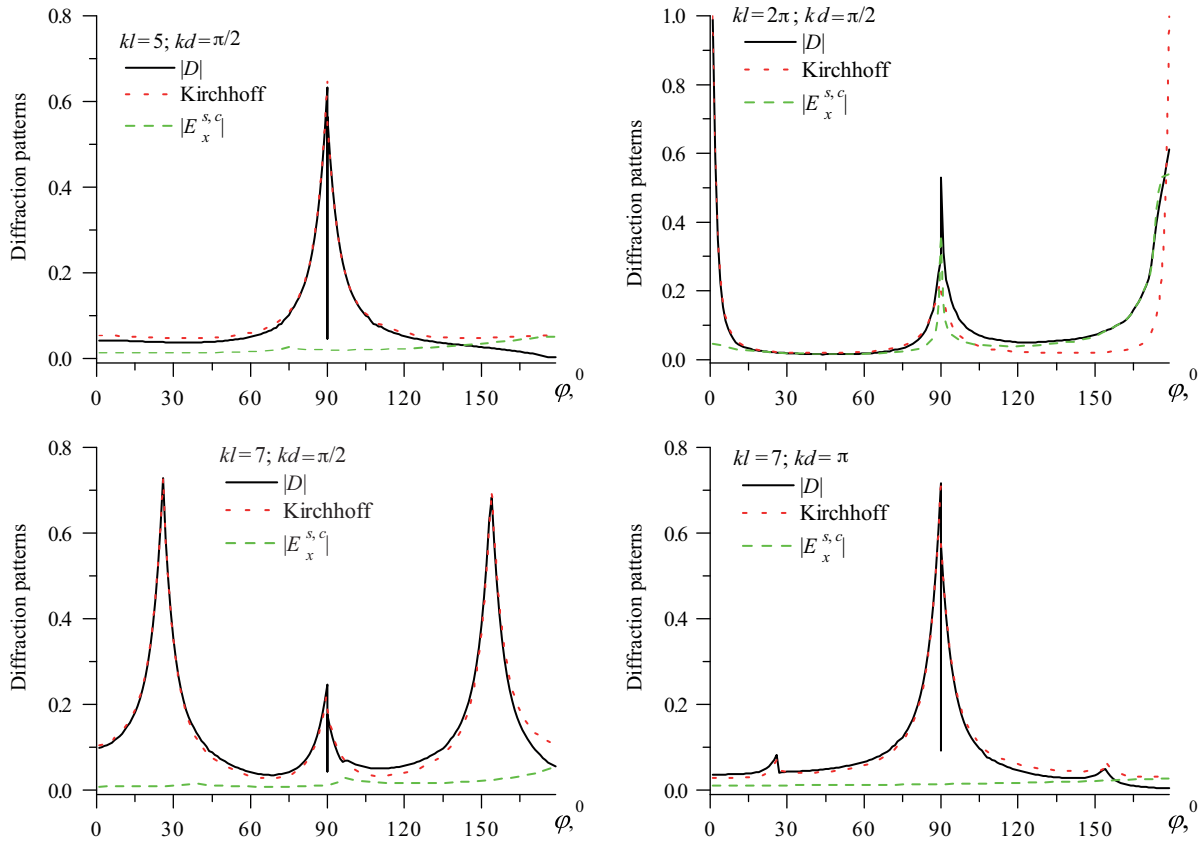 kl=5; kd=π/2
|D|
Kirchhoff
|E_x^{s, c}|
Diffraction patterns
0.8
0.6
0.4
0.2
0.0
0 30 60 90 120 150
φ, 0
kl=2π; kd=π/2
|D|
Kirchhoff
|E_x^{s, c}|
Diffraction patterns
1.0
0.8
0.6
0.4
0.2
0.0
0 30 60 90 120 150
φ, 0
kl=7; kd=π/2
|D|
Kirchhoff
|E_x^{s, c}|
Diffraction patterns
0.8
0.6
0.4
0.2
0.0
0 30 60 90 120 150
φ, 0
kl=7; kd= π
|D|
Kirchhoff
|E_x^{s, c}|
Diffraction patterns
0.8
0.6
0.4
0.2
0.0
0 30 60 90 120 150
φ, 0